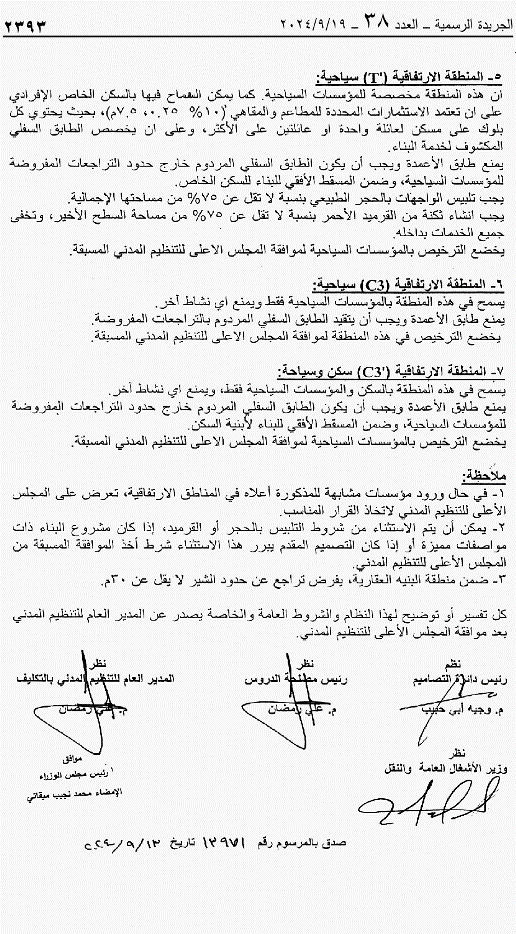 الجريدة الرسمية ــ العدد ٣٨ ــ ٢٠٢٤/٩/١٩
٢٣٩٣
٥- المنطقة الارتفاقية (T') سياحية:
ان هذه المنطقة مخصصة للمؤسسات السياحية. كما يمكن السماح فيها بالسكن الخاص الإفرادي
على ان تعتمد الاستثمارات المحددة للمطاعم والمقاهي (١٠% ٠.٢٥ ، ٧.٥م)، بحيث يحتوي كل
بلوك على مسكن لعائلة واحدة او عائلتين على الأكثر، وعلى ان يخصص الطابق السفلي
المكشوف لخدمة البناء.
يمنع طابق الأعمدة ويجب أن يكون الطابق السفلي المردوم خارج حدود التراجعات المفروضة
للمؤسسات السياحية، وضمن المسقط الأفقي للبناء للسكن الخاص.
يجب تلبيس الواجهات بالحجر الطبيعي بنسبة لا تقل عن ٧٥% من مساحتها الإجمالية.
يجب انشاء ثكنة من القرميد الأحمر بنسبة لا تقل عن ٧٥% من مساحة السطح الأخير، وتخفى
جميع الخدمات بداخله.
يخضع الترخيص بالمؤسسات السياحية لموافقة المجلس الاعلى للتنظيم المدني المسبقة.
٦- المنطقة الارتفاقية (C3) سياحية:
يسمح في هذه المنطقة بالمؤسسات السياحية فقط ويمنع اي نشاط آخر.
يمنع طابق الأعمدة ويجب أن يتقيد الطابق السفلي المردوم بالتراجعات المفروضة.
يخضع الترخيص في هذه المنطقة لموافقة المجلس الاعلى للتنظيم المدني المسبقة.
٧- المنطقة الارتفاقية (C3') سكن وسياحة:
يسمح في هذه المنطقة بالسكن والمؤسسات السياحية فقط، ويمنع اي نشاط آخر.
يمنع طابق الأعمدة ويجب أن يكون الطابق السفلي المردوم خارج حدود التراجعات المفروضة
للمؤسسات السياحية، وضمن المسقط الأفقي للبناء لأبنية السكن.
يخضع الترخيص بالمؤسسات السياحية لموافقة المجلس الاعلى للتنظيم المدني المسبقة.
ملاحظة:
١- في حال ورود مؤسسات مشابهة للمذكورة أعلاه في المناطق الارتفاقية، تعرض على المجلس
الأعلى للتنظيم المدني لاتخاذ القرار المناسب.
٢- يمكن أن يتم الاستثناء من شروط التلبيس بالحجر أو القرميد، إذا كان مشروع البناء ذات
مواصفات مميزة أو إذا كان التصميم المقدم يبرر هذا الاستثناء شرط أخذ الموافقة المسبقة من
المجلس الأعلى للتنظيم المدني.
٣- ضمن منطقة البنيه العقارية، يفرض تراجع عن حدود الشير لا يقل عن ٣٠م.
كل تفسير أو توضيح لهذا النظام والشروط العامة والخاصة يصدر عن المدير العام للتنظيم المدني
بعد موافقة المجلس الأعلى للتنظيم المدني.
نظم
رئيس دائرة التصاميم
م. وجيه أبي حبيب
نظر
رئيس مصلحة الدروس
م. علي رمضان
نظر
المدير العام للتنظيم المدني بالتكليف
م. علي رمضان
نظر
وزير الأشغال العامة والنقل
موافق
رئيس مجلس الوزراء
الإمضاء محمد نجيب ميقاتي
صدق بالمرسوم رقم ١٣٩٧١ تاريخ ٢٠٢٤/٩/١٣